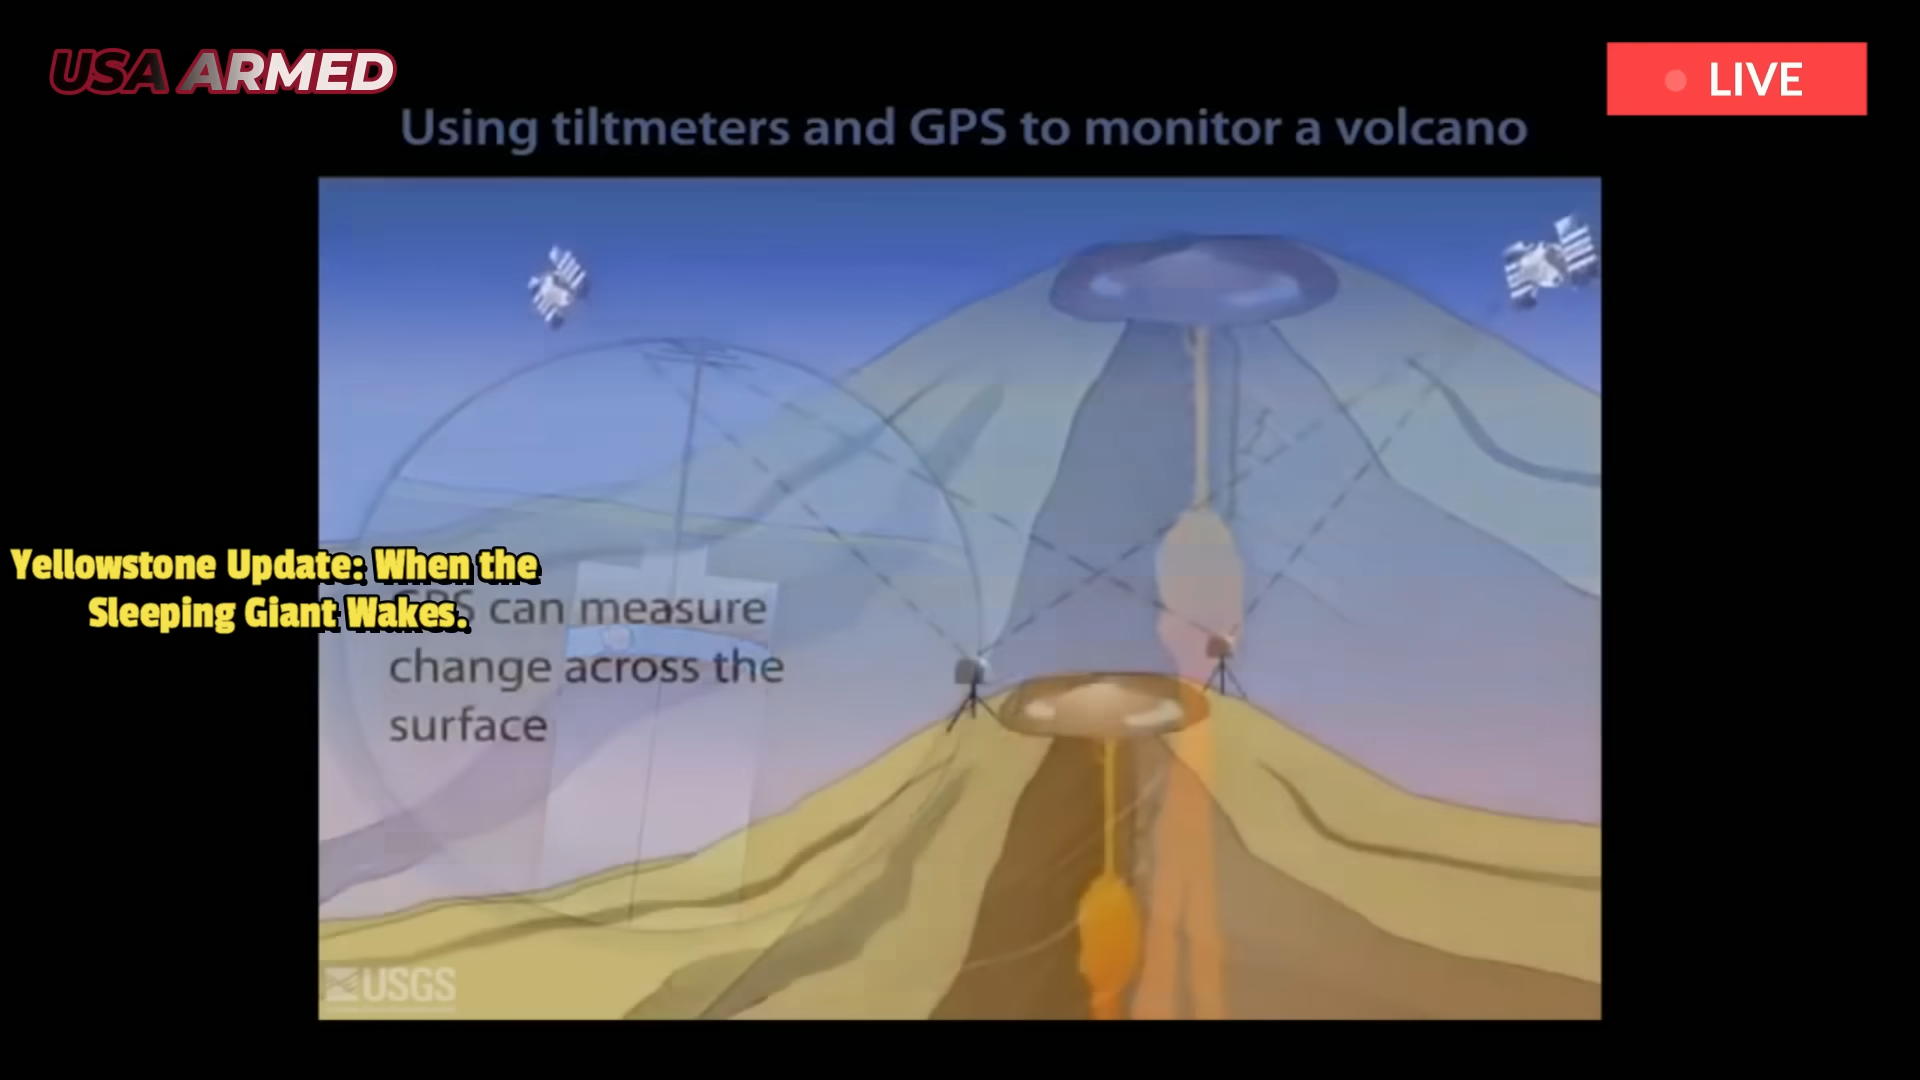 USA ARMED
LIVE
Using tiltmeters and GPS to monitor a volcano
Yellowstone Update: When the
Sleeping Giant Wakes.
GPS can measure
change across the
surface
USGS